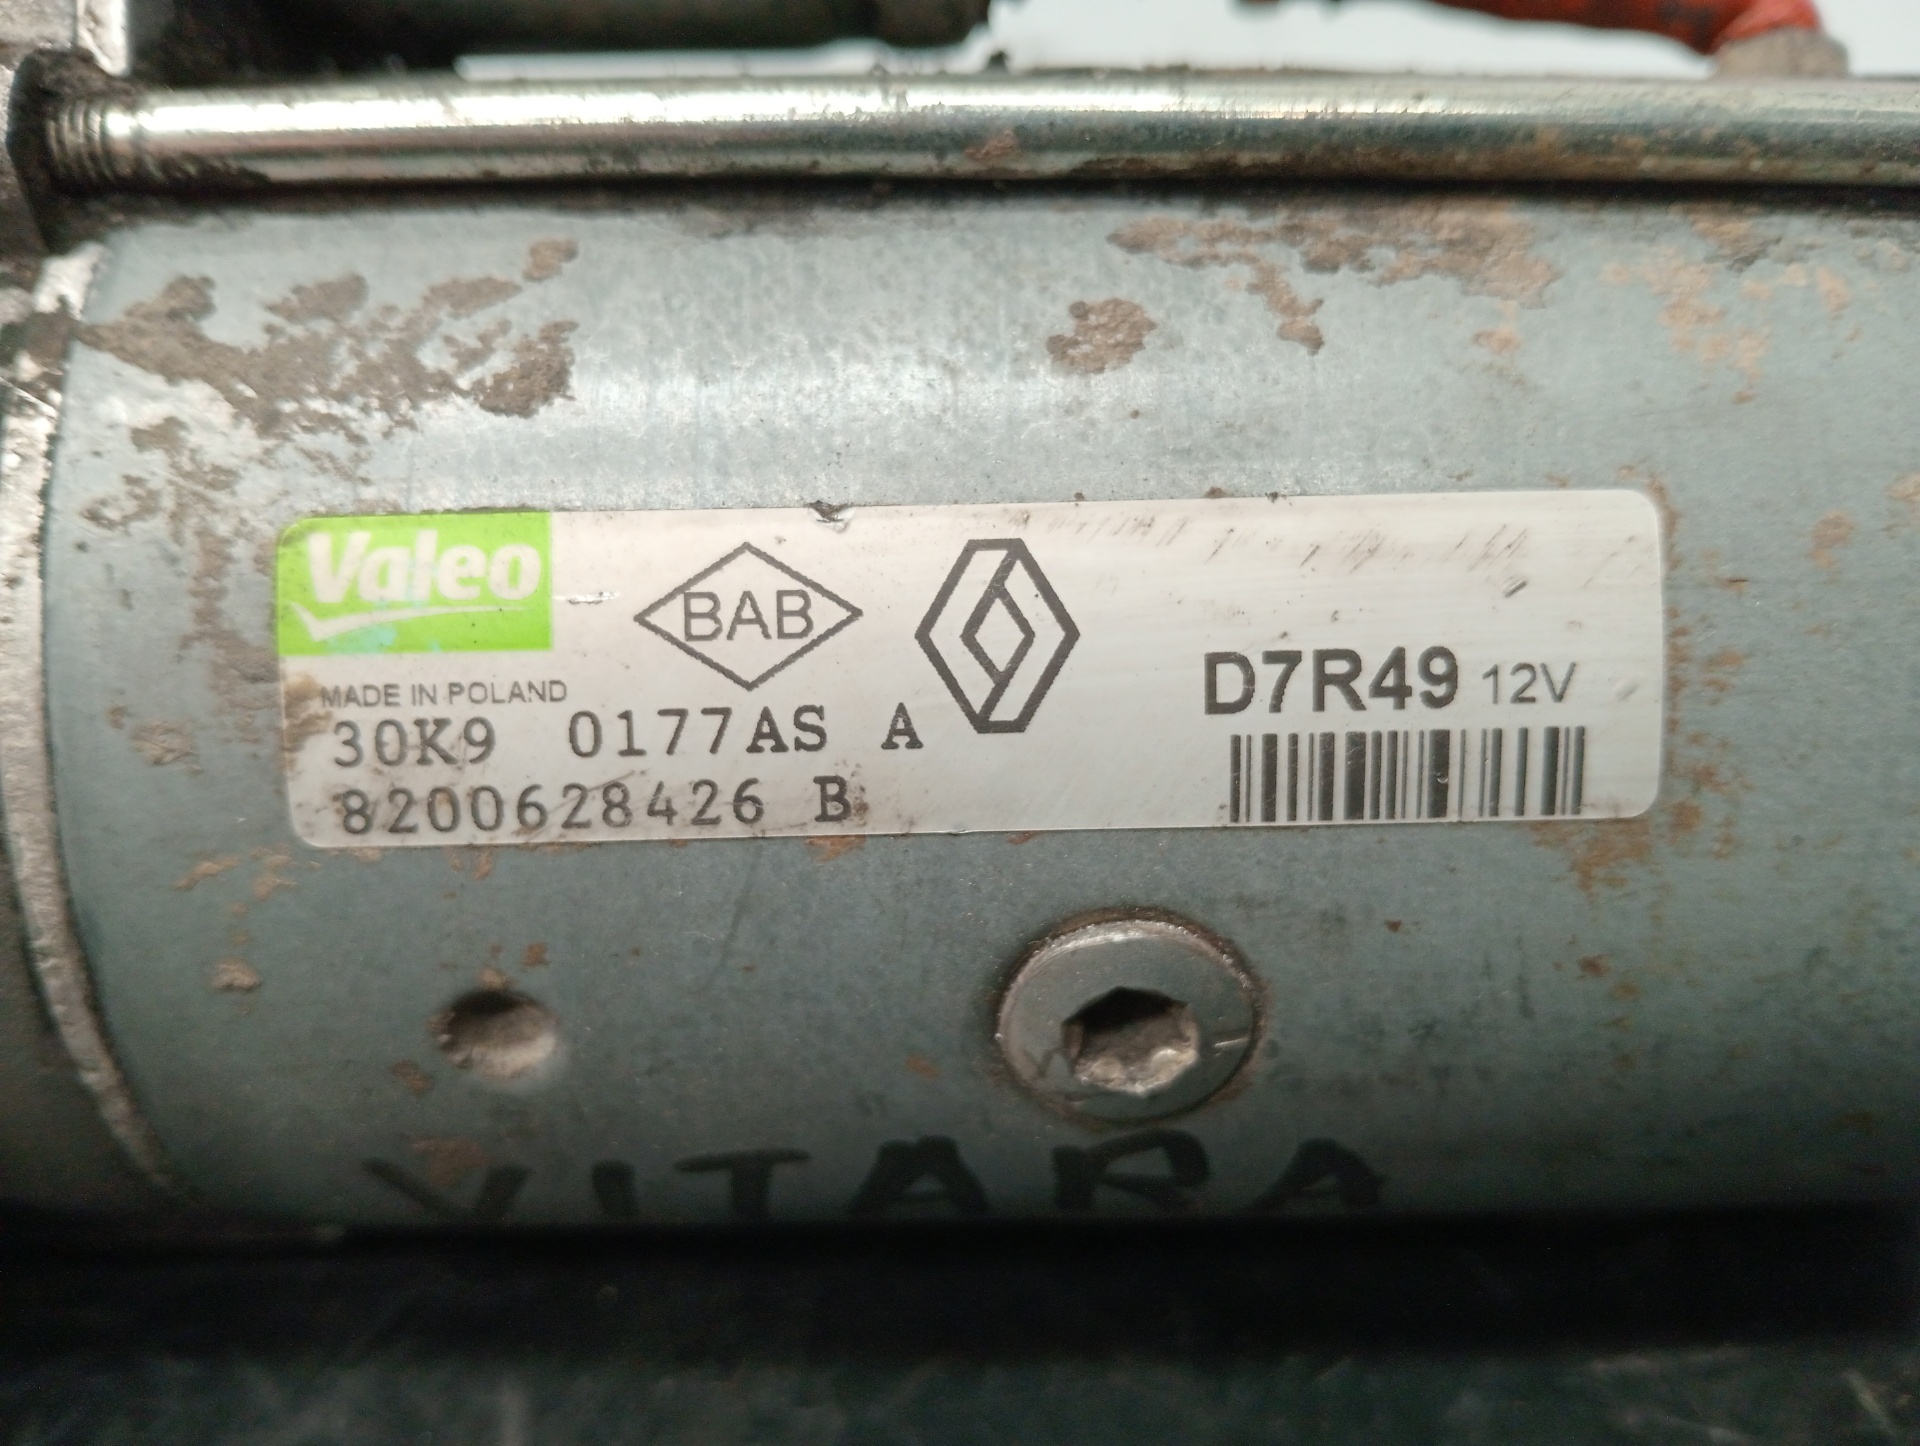 Valeo
BAB
D7R49 12V
MADE IN POLAND
30K9 0177AS A
8200628426 B
VITARA